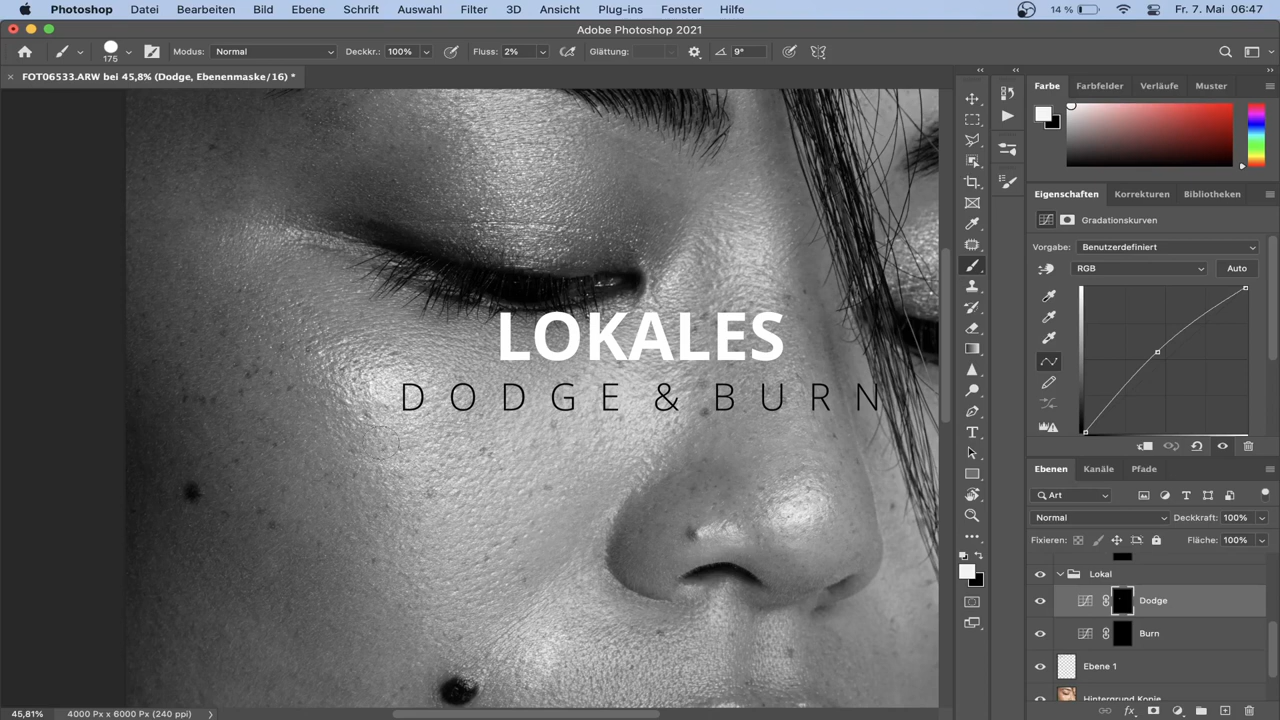 Photoshop Datei Bearbeiten Bild Ebene Schrift Auswahl Filter 3D Ansicht Plug-ins Fenster Hilfe 14 % Fr. 7. Mai 06:47
Adobe Photoshop 2021
175 Modus: Normal Deckkr.: 100% Fluss: 2% Glättung: 9°
FOT06533.ARW bei 45,8% (Dodge, Ebenenmaske/16) *
Farbe Farbfelder Verläufe Muster
Eigenschaften Korrekturen Bibliotheken
Gradationskurven
Vorgabe: Benutzerdefiniert
RGB Auto
LOKALES
DODGE & BURN
Ebenen Kanäle Pfade
Art
Normal Deckkraft: 100%
Fixieren: Fläche: 100%
Lokal
Dodge
Burn
Ebene 1
Hintergrund Kopie
45,81% 4000 Px x 6000 Px (240 ppi)